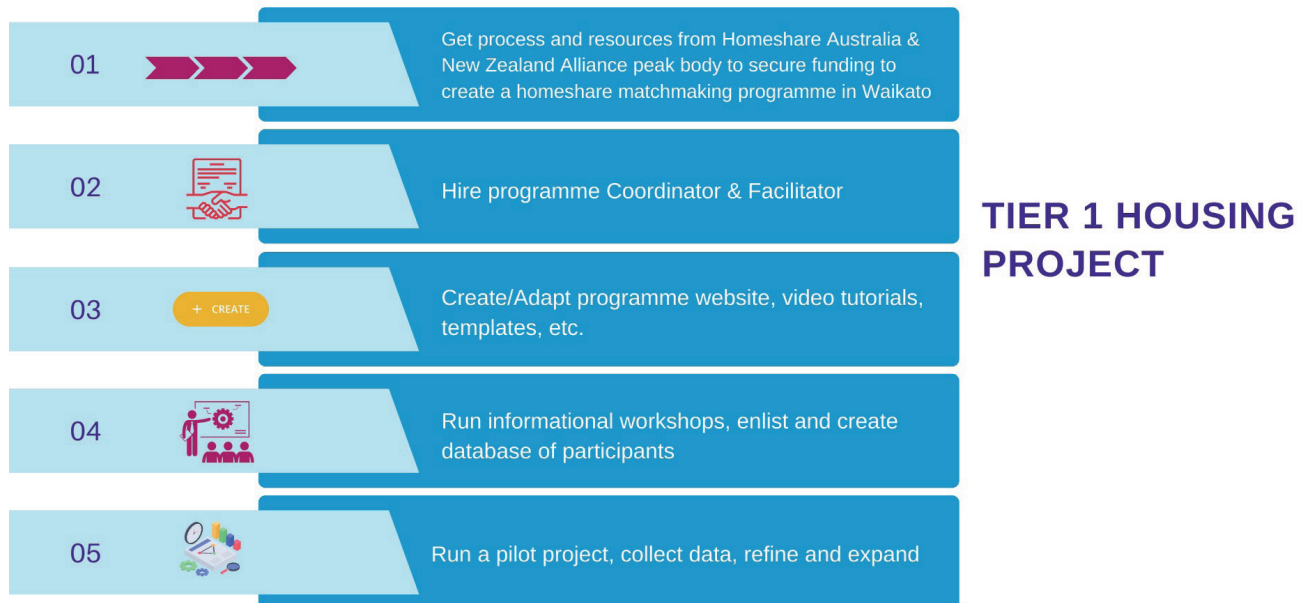 01
Get process and resources from Homeshare Australia &
New Zealand Alliance peak body to secure funding to
create a homeshare matchmaking programme in Waikato
02
Hire programme Coordinator & Facilitator
TIER 1 HOUSING
PROJECT
03
+ CREATE
Create/Adapt programme website, video tutorials,
templates, etc.
04
Run informational workshops, enlist and create
database of participants
05
Run a pilot project, collect data, refine and expand